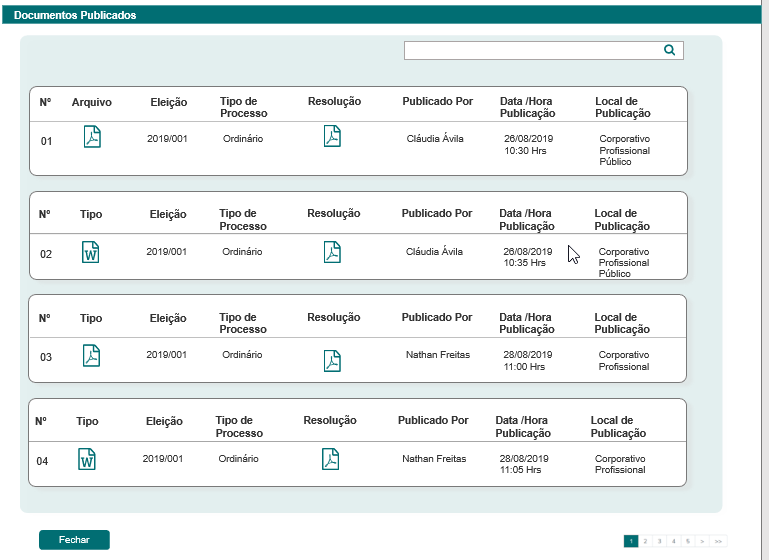 Documentos Publicados
Nº Arquivo Eleição Tipo de Processo Resolução Publicado Por Data /Hora Publicação Local de Publicação
01 2019/001 Ordinário Cláudia Ávila 26/08/2019 10:30 Hrs Corporativo Profissional Público
Nº Tipo Eleição Tipo de Processo Resolução Publicado Por Data /Hora Publicação Local de Publicação
02 W 2019/001 Ordinário Cláudia Ávila 26/08/2019 10:35 Hrs Corporativo Profissional Público
Nº Tipo Eleição Tipo de Processo Resolução Publicado Por Data /Hora Publicação Local de Publicação
03 2019/001 Ordinário Nathan Freitas 28/08/2019 11:00 Hrs Corporativo Profissional
Nº Tipo Eleição Tipo de Processo Resolução Publicado Por Data /Hora Publicação Local de Publicação
04 W 2019/001 Ordinário Nathan Freitas 28/08/2019 11:05 Hrs Corporativo Profissional
Fechar 1 2 3 4 5 > >>